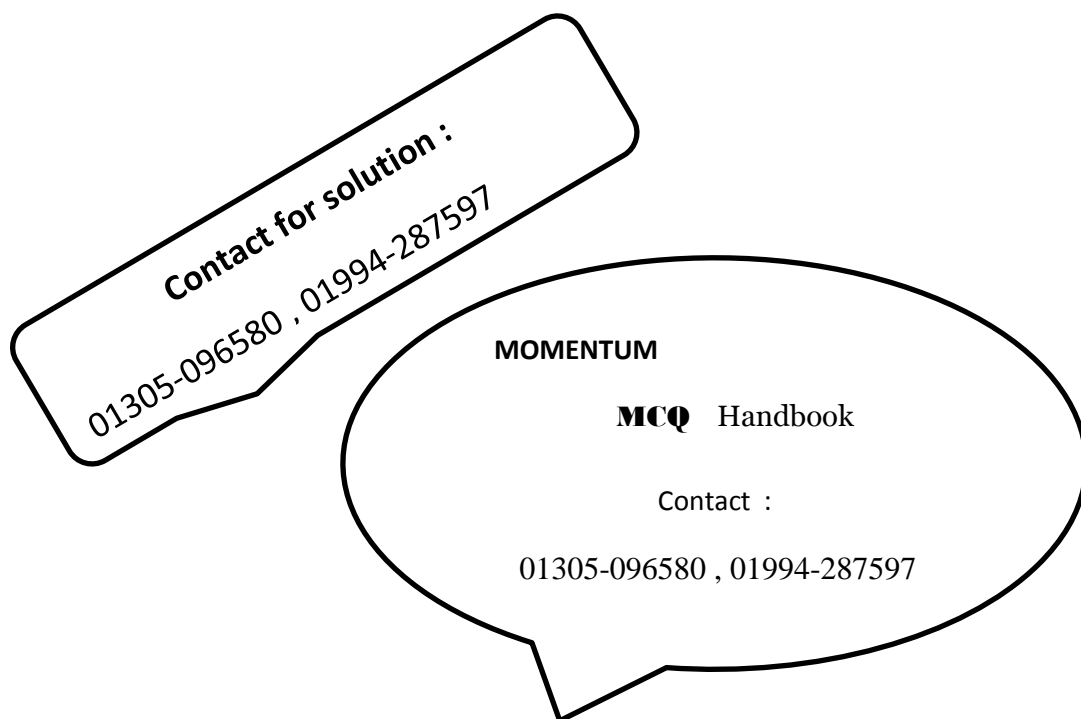 Contact for solution :
01305-096580 , 01994-287597
MOMENTUM
MCQ Handbook
Contact :
01305-096580 , 01994-287597